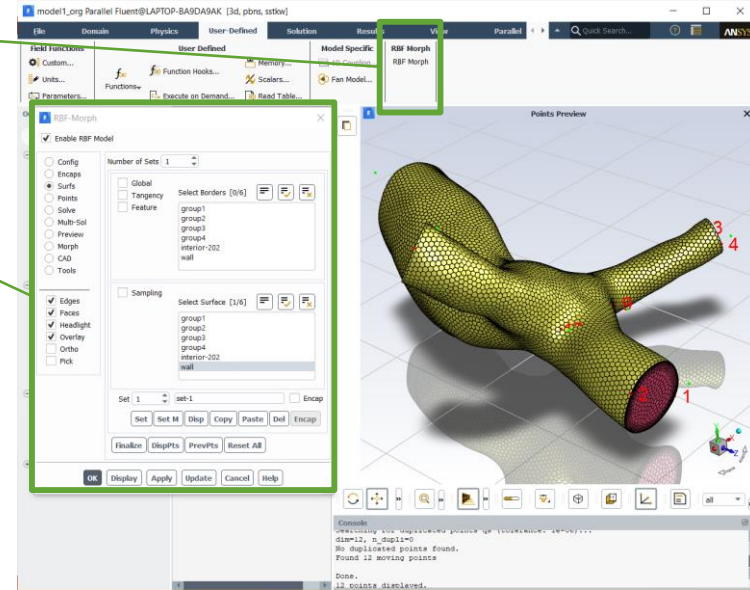 model1_org Parallel Fluent@LAPTOP-BA9DA9AK [3d, pbns, sstkw]
File Domain Physics User-Defined Solution Results View Parallel Quick Search... ANSYS
Field Functions User Defined Model Specific RBF Morph
Custom... Function Hooks... Memory... RBF Morph
Units... Functions Scalars... Fan Model...
Parameters... Execute on Demand... Read Table...
RBF-Morph
Enable RBF Model
Config
Encaps
Surfs
Points
Solve
Multi-Sol
Preview
Morph
CAD
Tools
Edges
Faces
Headlight
Overlay
Ortho
Pick
Number of Sets 1
Global
Tangency Select Borders [0/6]
Feature
group1
group2
group3
group4
interior-202
wall
Sampling
Select Surface [1/6]
group1
group2
group3
group4
interior-202
wall
Set 1 set-1 Encap
Set Set M Disp Copy Paste Del Encap
Finalize DispPts PrevPts Reset All
OK Display Apply Update Cancel Help
Points Preview
3
4
1
all
Console
dim=12, n_dupli=0
No duplicated points found.
Found 12 moving points
Done.
12 points displayed.